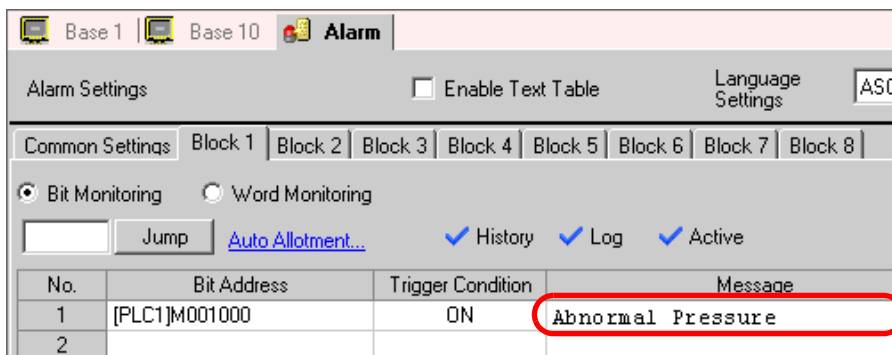 Base 1 Base 10 Alarm
Alarm Settings Enable Text Table Language Settings ASC
Common Settings Block 1 Block 2 Block 3 Block 4 Block 5 Block 6 Block 7 Block 8
Bit Monitoring Word Monitoring
Jump Auto Allotment... History Log Active
No. Bit Address Trigger Condition Message
1 [PLC1]M001000 ON Abnormal Pressure
2